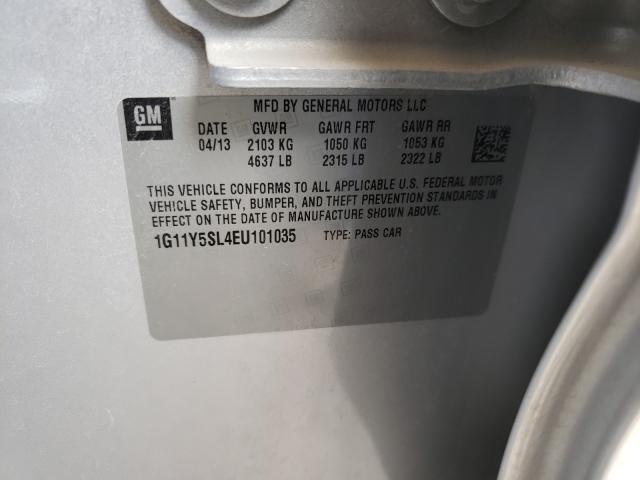 GM
MFD BY GENERAL MOTORS LLC
DATE GVWR GAWR FRT GAWR RR
04/13 2103 KG 1050 KG 1053 KG
4637 LB 2315 LB 2322 LB
THIS VEHICLE CONFORMS TO ALL APPLICABLE U.S. FEDERAL MOTOR
VEHICLE SAFETY, BUMPER, AND THEFT PREVENTION STANDARDS IN
EFFECT ON THE DATE OF MANUFACTURE SHOWN ABOVE.
1G11Y5SL4EU101035 TYPE: PASS CAR